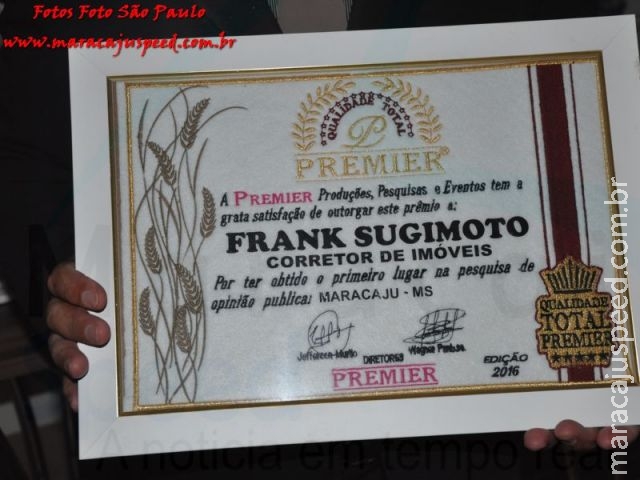 Fotos Foto São Paulo
www.maracajuspeed.com.br
QUALIDADE TOTAL
P
PREMIER
A PREMIER Produções, Pesquisas e Eventos tem a
grata satisfação de outorgar este prêmio a:
FRANK SUGIMOTO
CORRETOR DE IMÓVEIS
Por ter obtido o primeiro lugar na pesquisa de
opinião publica: MARACAJU - MS
DIRETORES
PREMIER
EDIÇÃO
2016
QUALIDADE
TOTAL
PREMIER
maracajuspeed.com.br
A noticia em tempo real